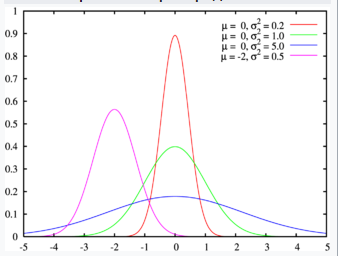 1
0.9
0.8
0.7
0.6
0.5
0.4
0.3
0.2
0.1
0
μ = 0, σ² = 0.2
μ = 0, σ² = 1.0
μ = 0, σ² = 5.0
μ = -2, σ² = 0.5
-5 -4 -3 -2 -1 0 1 2 3 4 5